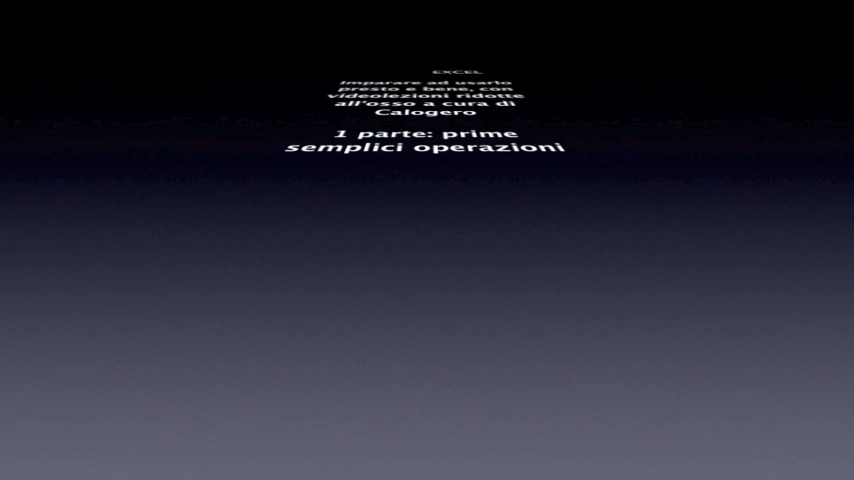 EXCEL
Imparare ad usarlo
presto e bene, con
videolezioni ridotte
all'osso a cura di
Calogero
1 parte: prime
semplici operazioni